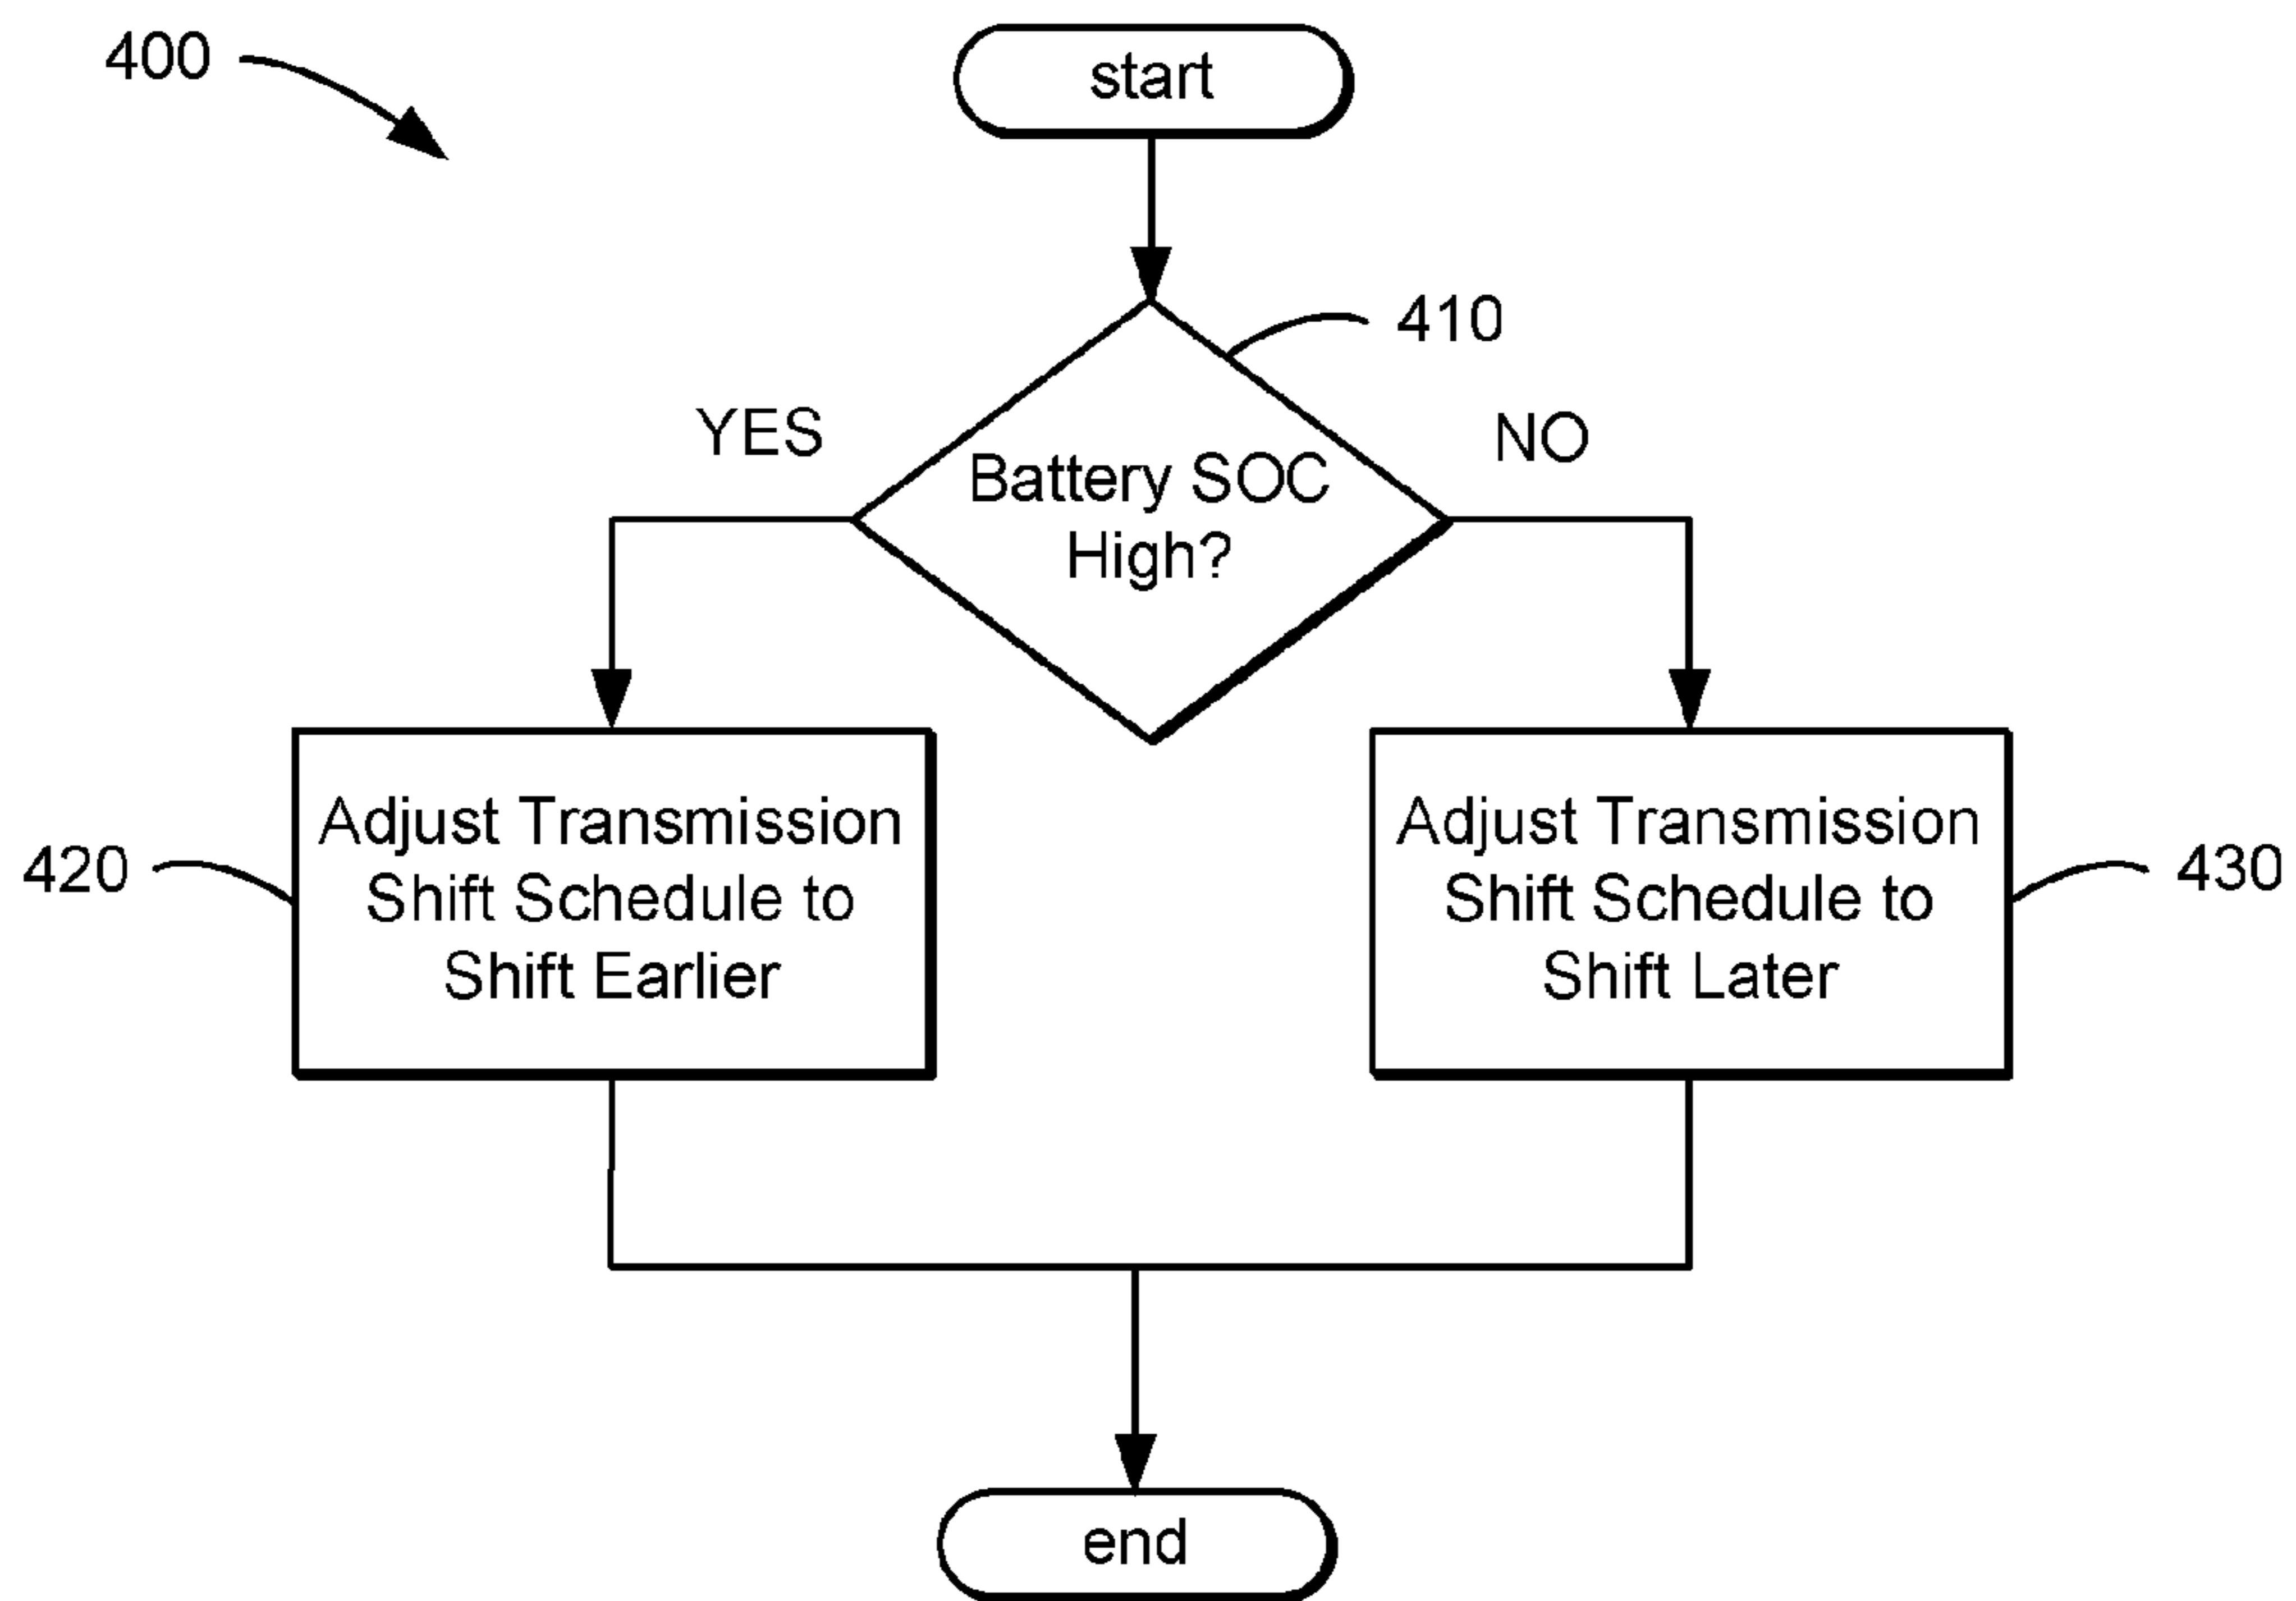 400
start
410
YES
NO
Battery SOC
High?
Adjust Transmission
Shift Schedule to
Shift Earlier
420
Adjust Transmission
Shift Schedule to
Shift Later
430
end